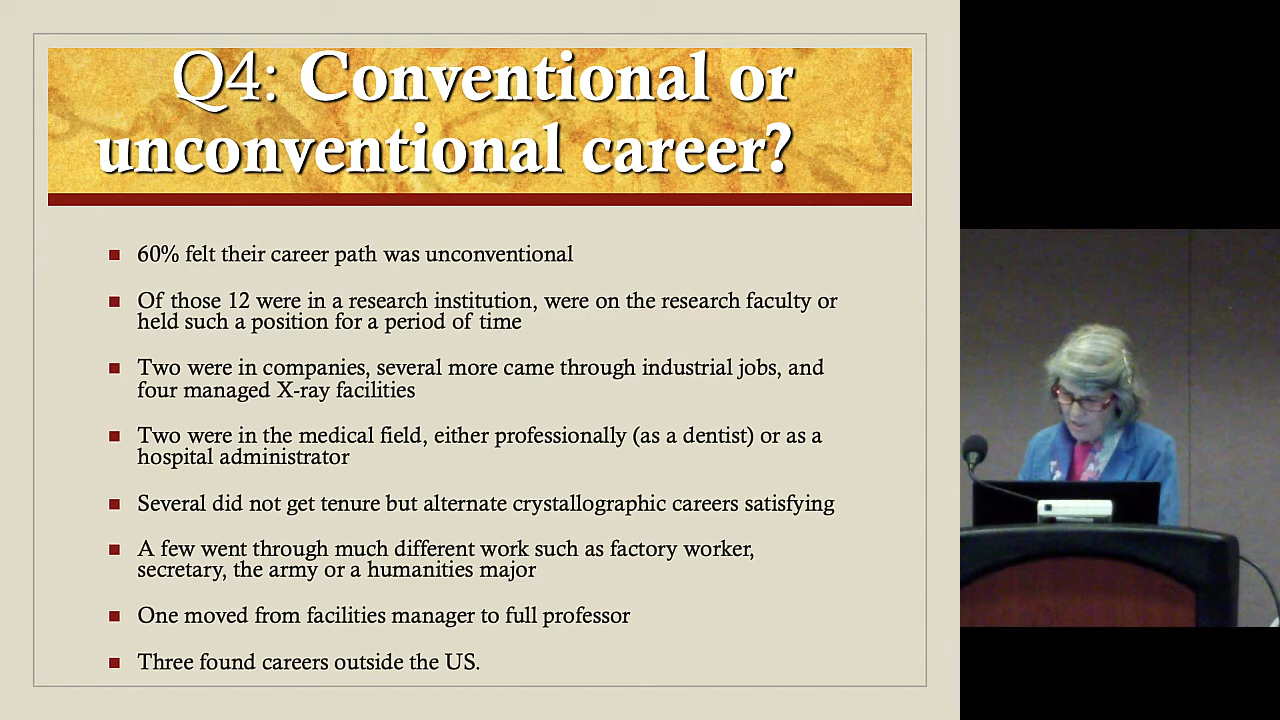 Q4: Conventional or
unconventional career?
60% felt their career path was unconventional
Of those 12 were in a research institution, were on the research faculty or
held such a position for a period of time
Two were in companies, several more came through industrial jobs, and
four managed X-ray facilities
Two were in the medical field, either professionally (as a dentist) or as a
hospital administrator
Several did not get tenure but alternate crystallographic careers satisfying
A few went through much different work such as factory worker,
secretary, the army or a humanities major
One moved from facilities manager to full professor
Three found careers outside the US.